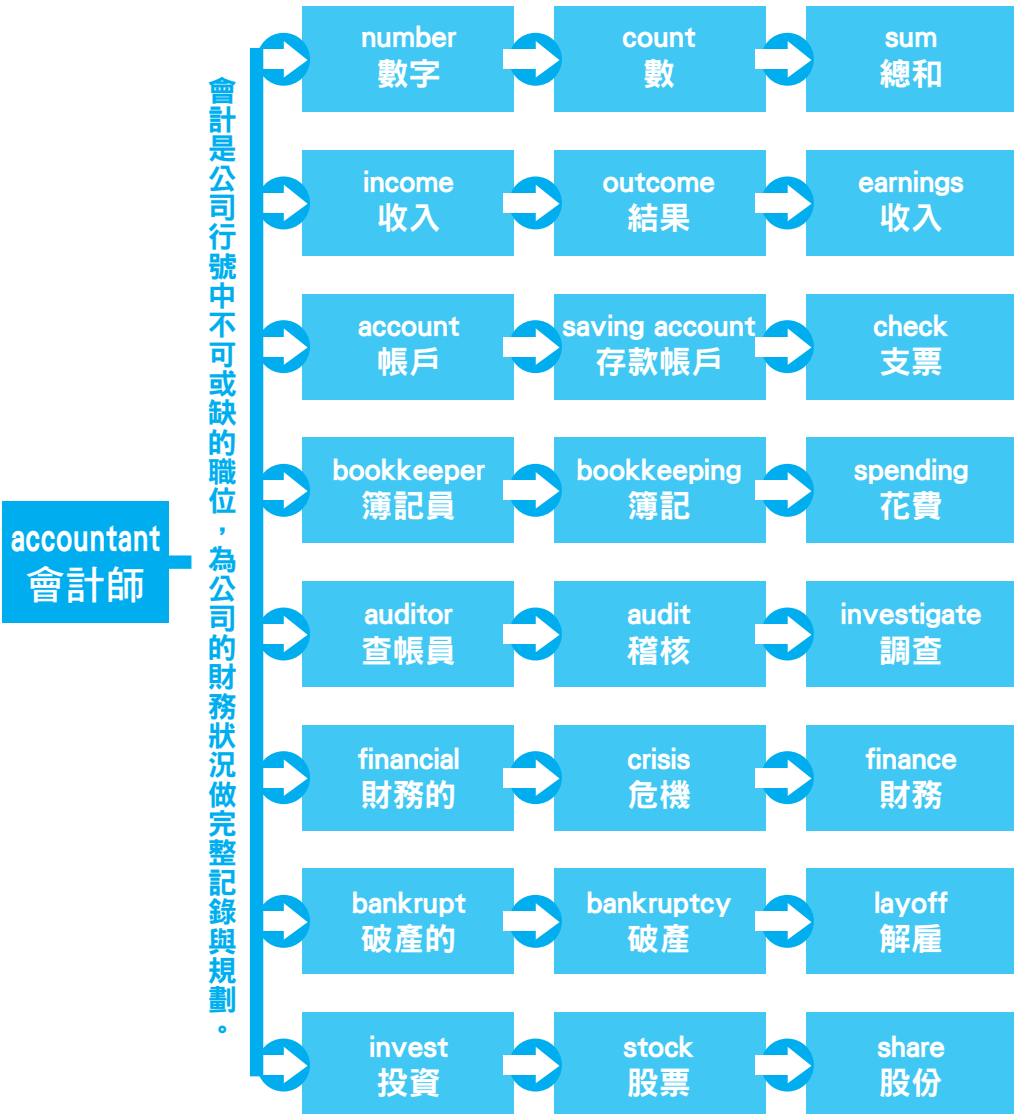 accountant
會計師
會計是公司行號中不可或缺的職位，為公司的財務狀況做完整記錄與規劃。
number
數字
count
數
sum
總和
income
收入
outcome
結果
earnings
收入
account
帳戶
saving account
存款帳戶
check
支票
bookkeeper
簿記員
bookkeeping
簿記
spending
花費
auditor
查帳員
audit
稽核
investigate
調查
financial
財務的
crisis
危機
finance
財務
bankrupt
破產的
bankruptcy
破產
layoff
解雇
invest
投資
stock
股票
share
股份